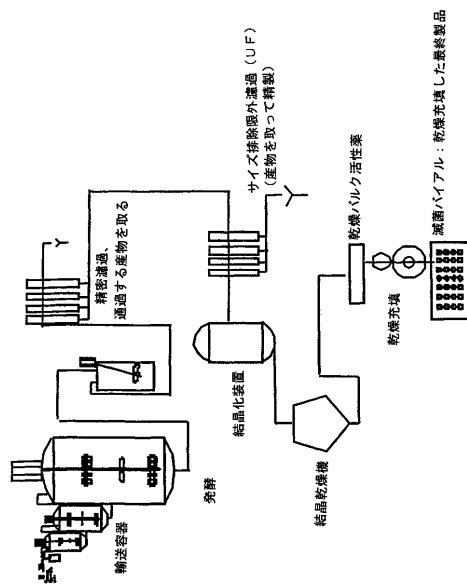 輸送容器
発酵
精密濾過、
通過する産物を取る
サイズ排除限外濾過(UF)
(産物を取って精製)
結晶化装置
結晶乾燥機
乾燥バルク活性薬
乾燥充填
滅菌バイアル:乾燥充填した最終製品